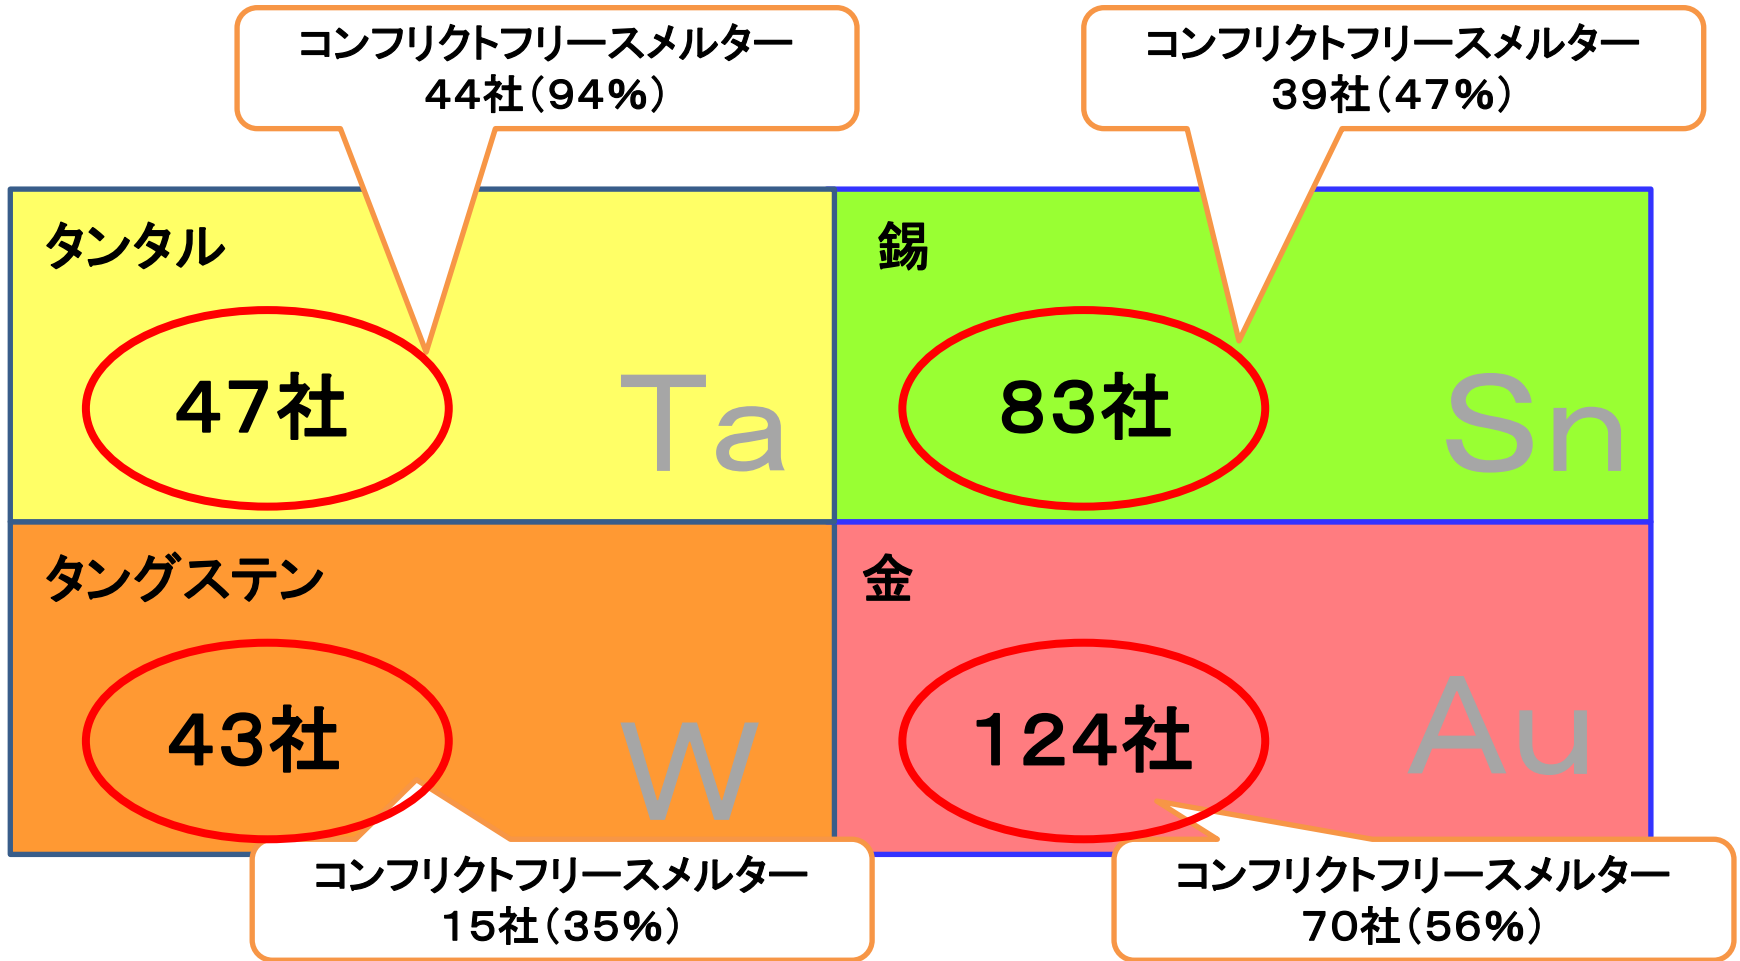 コンフリクトフリースメルター
44社(94%)
コンフリクトフリースメルター
39社(47%)
タンタル
47社
Ta
錫
83社
Sn
タングステン
43社
W
金
124社
Au
コンフリクトフリースメルター
15社(35%)
コンフリクトフリースメルター
70社(56%)